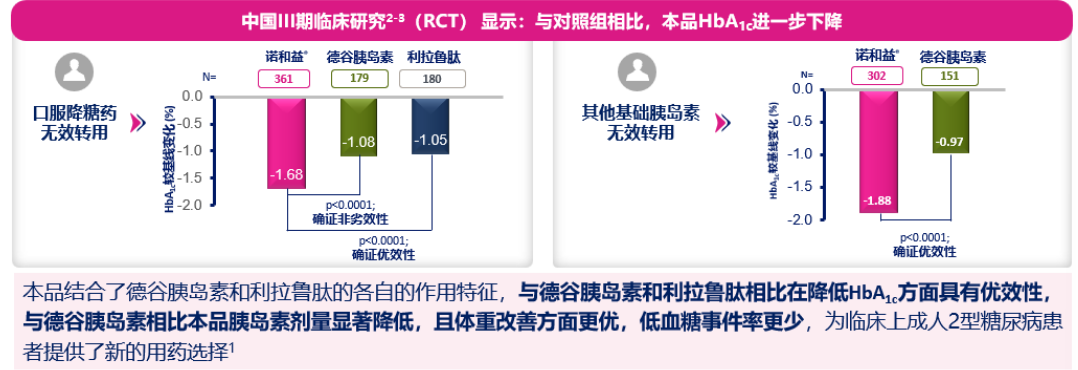 中国III期临床研究2-3（RCT） 显示：与对照组相比，本品HbA1c进一步下降
口服降糖药
无效转用
N=
诺和益®
361
德谷胰岛素
179
利拉鲁肽
180
HbA1c较基线变化 (%)
0.0
-0.5
-1.0
-1.5
-2.0
-1.68
-1.08
-1.05
p<0.0001;
确证非劣效性
p<0.0001;
确证优效性
其他基础胰岛素
无效转用
N=
诺和益®
302
德谷胰岛素
151
HbA1c较基线变化 (%)
0.0
-0.5
-1.0
-1.5
-2.0
-1.88
-0.97
p<0.0001;
确证优效性
本品结合了德谷胰岛素和利拉鲁肽的各自的作用特征，与德谷胰岛素和利拉鲁肽相比在降低HbA1c方面具有优效性，
与德谷胰岛素相比本品胰岛素剂量显著降低，且体重改善方面更优，低血糖事件率更少，为临床上成人2型糖尿病患
者提供了新的用药选择1